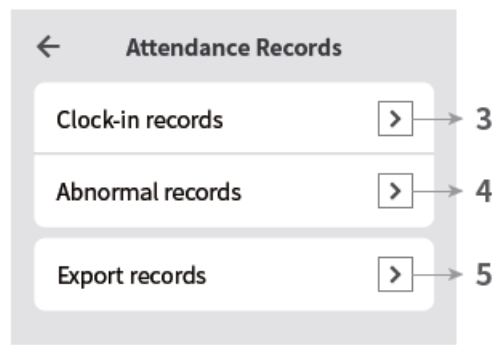 Attendance Records
Clock-in records 3
Abnormal records 4
Export records 5